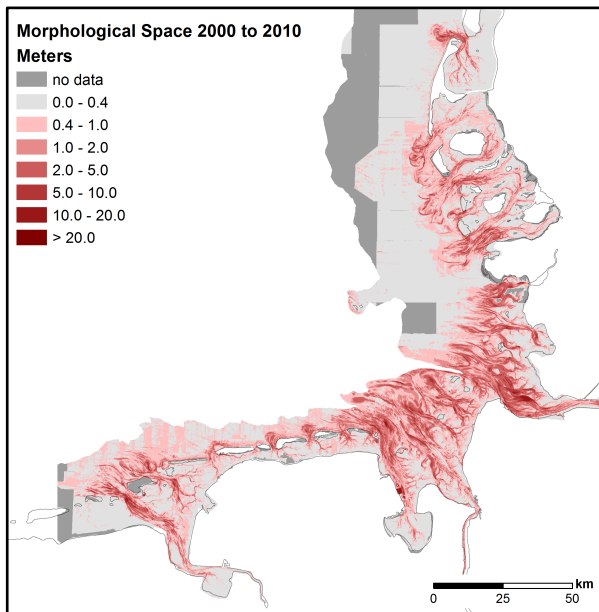 Morphological Space 2000 to 2010
Meters
no data
0.0 - 0.4
0.4 - 1.0
1.0 - 2.0
2.0 - 5.0
5.0 - 10.0
10.0 - 20.0
> 20.0
km
0 25 50